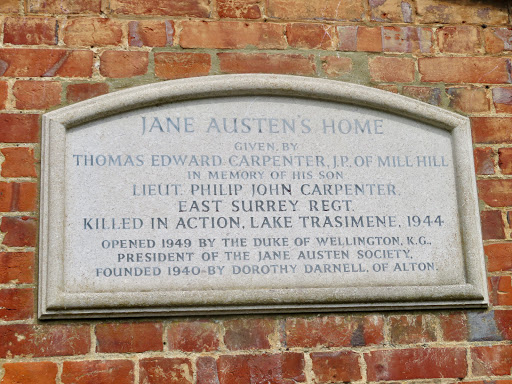 JANE AUSTEN'S HOME
GIVEN, BY
THOMAS EDWARD CARPENTER, J.P. OF MILL HILL
IN MEMORY OF HIS SON
LIEUT. PHILIP JOHN CARPENTER,
EAST SURREY REGT.
KILLED IN ACTION, LAKE TRASIMENE, 1944
OPENED 1949 BY THE DUKE OF WELLINGTON, K.G.,
PRESIDENT OF THE JANE AUSTEN SOCIETY,
FOUNDED 1940 BY DOROTHY DARNELL, OF ALTON.